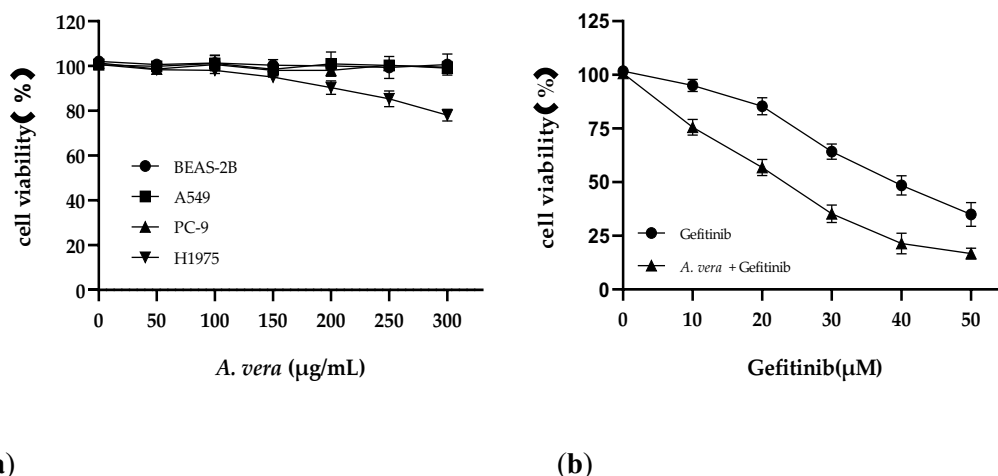 120
100
80
60
40
20
0
cell viability( %)
BEAS-2B
A549
PC-9
H1975
0 50 100 150 200 250 300
A. vera (µg/mL)
a)
125
100
75
50
25
0
cell viability( %)
Gefitinib
A. vera + Gefitinib
0 10 20 30 40 50
Gefitinib(µM)
(b)